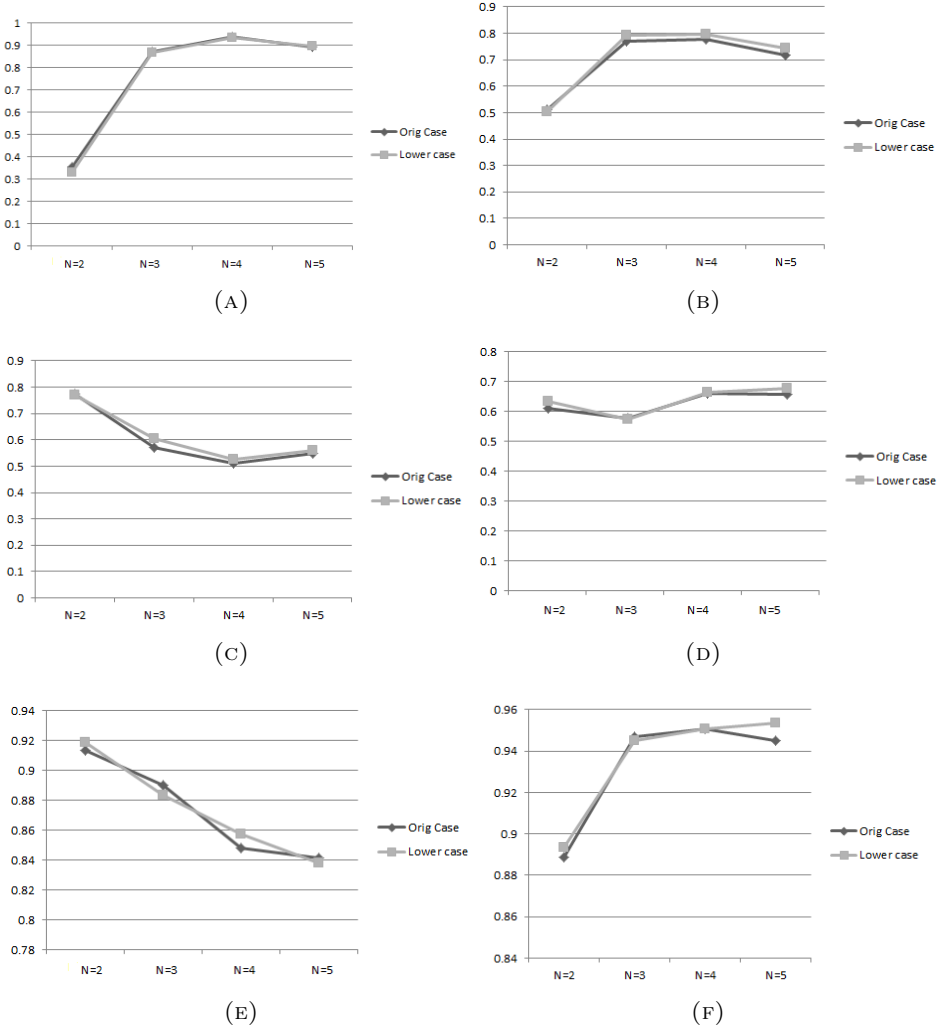 1
0.9
0.8
0.7
0.6
0.5
0.4
0.3
0.2
0.1
0
N=2 N=3 N=4 N=5
Orig Case
Lower case
(A)
0.9
0.8
0.7
0.6
0.5
0.4
0.3
0.2
0.1
0
N=2 N=3 N=4 N=5
Orig Case
Lower case
(B)
0.9
0.8
0.7
0.6
0.5
0.4
0.3
0.2
0.1
0
N=2 N=3 N=4 N=5
Orig Case
Lower case
(C)
0.8
0.7
0.6
0.5
0.4
0.3
0.2
0.1
0
N=2 N=3 N=4 N=5
Orig Case
Lower case
(D)
0.94
0.92
0.9
0.88
0.86
0.84
0.82
0.8
0.78
N=2 N=3 N=4 N=5
Orig Case
Lower case
(E)
0.96
0.94
0.92
0.9
0.88
0.86
0.84
N=2 N=3 N=4 N=5
Orig Case
Lower case
(F)